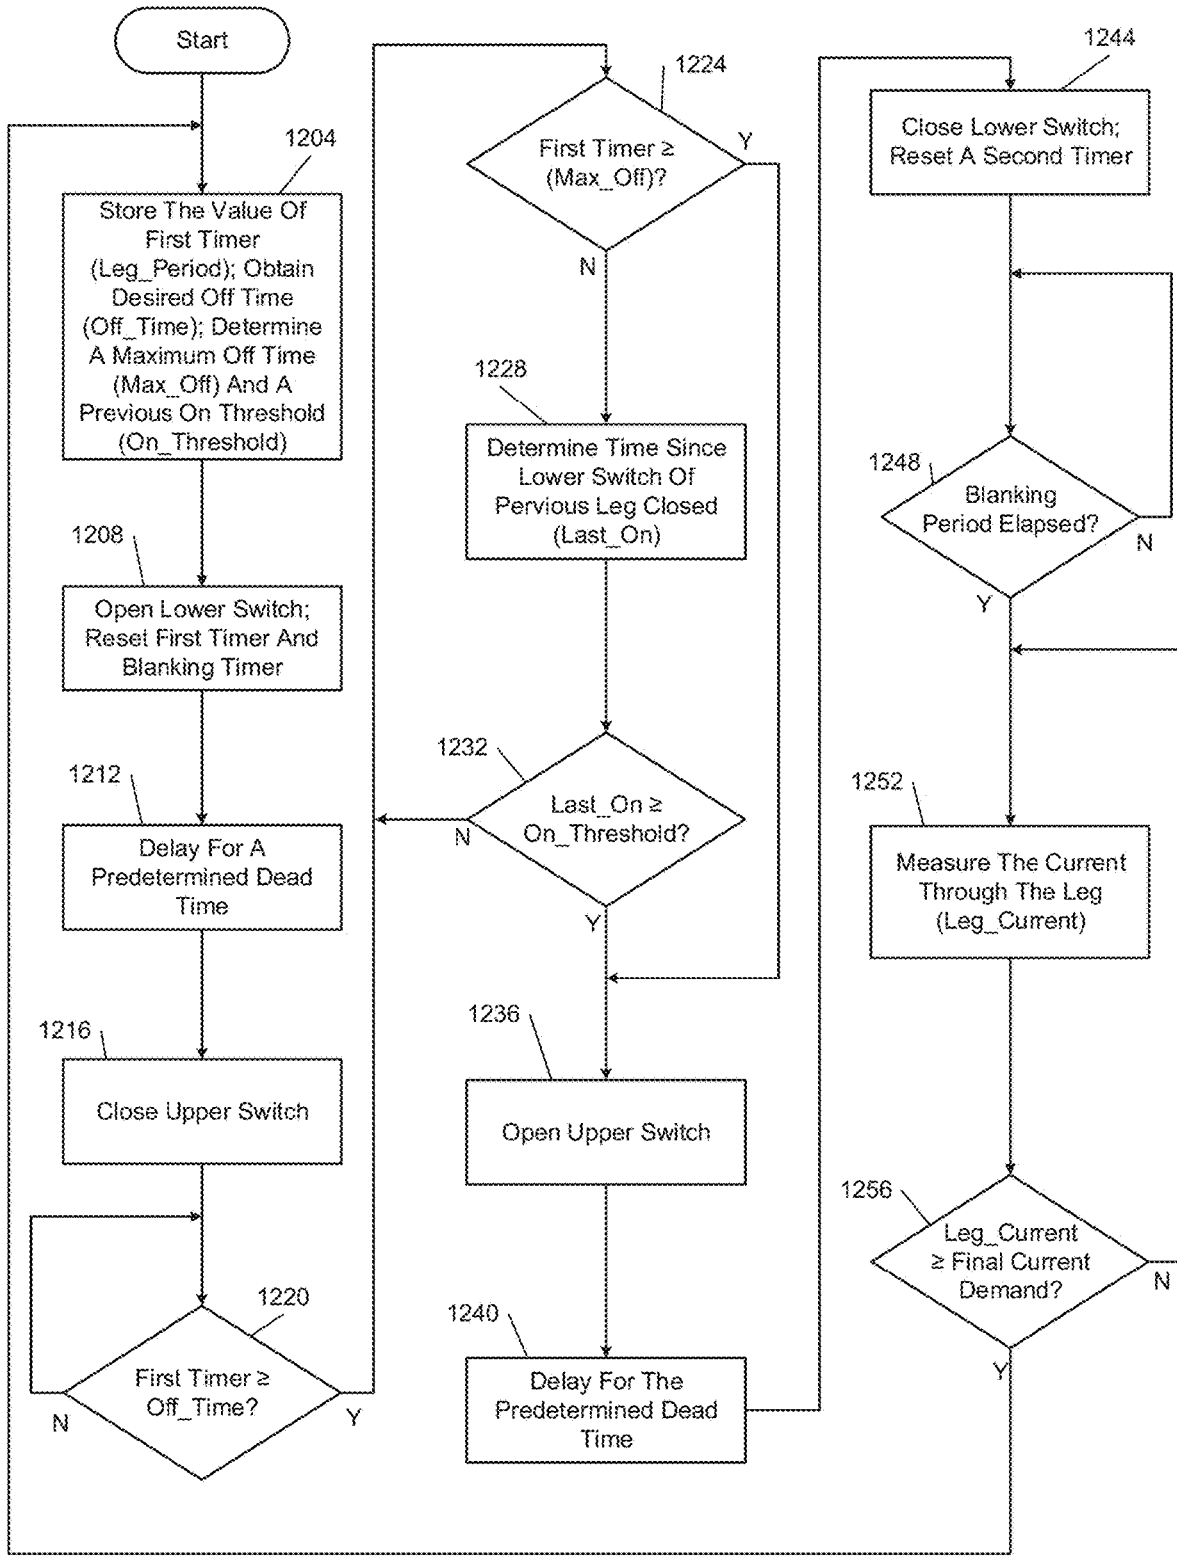 Start
1204
Store The Value Of
First Timer
(Leg_Period); Obtain
Desired Off Time
(Off_Time); Determine
A Maximum Off Time
(Max_Off) And A
Previous On Threshold
(On_Threshold)
1208
Open Lower Switch;
Reset First Timer And
Blanking Timer
1212
Delay For A
Predetermined Dead
Time
1216
Close Upper Switch
1220
First Timer ≥
Off_Time?
N
Y
1224
First Timer ≥
(Max_Off)?
Y
N
1228
Determine Time Since
Lower Switch Of
Pervious Leg Closed
(Last_On)
1232
Last_On ≥
On_Threshold?
N
Y
1236
Open Upper Switch
1240
Delay For The
Predetermined Dead
Time
1244
Close Lower Switch;
Reset A Second Timer
1248
Blanking
Period Elapsed?
N
Y
1252
Measure The Current
Through The Leg
(Leg_Current)
1256
Leg_Current
≥ Final Current
Demand?
N
Y